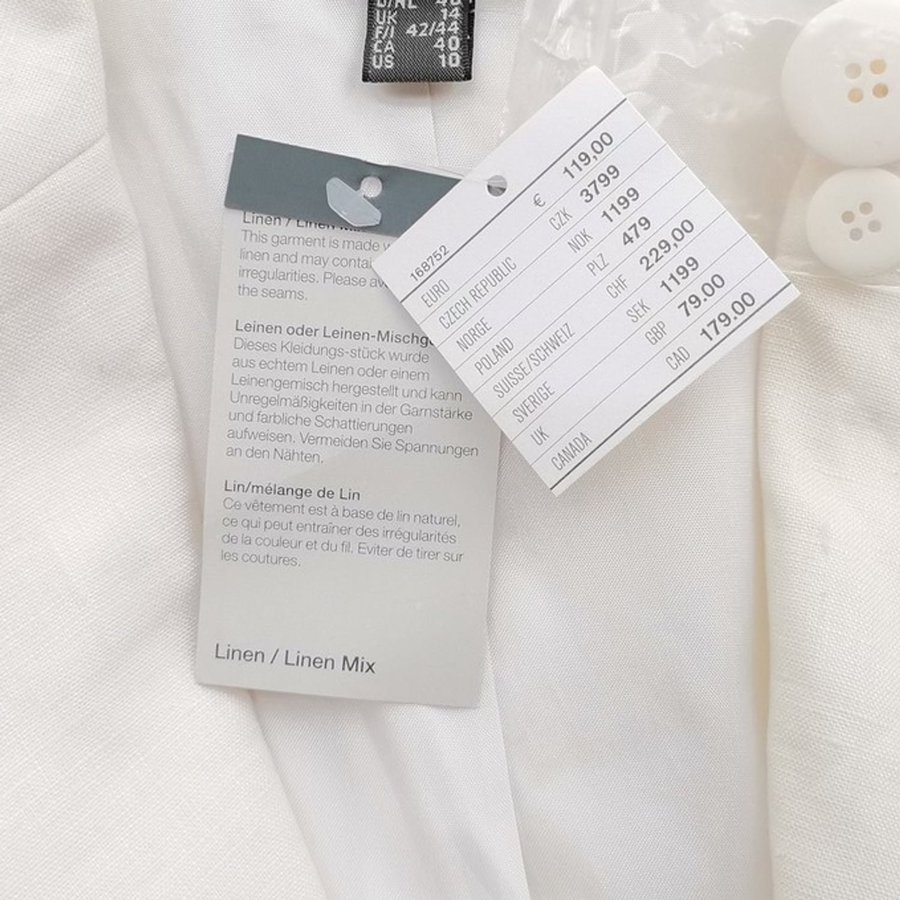 UK 14
F/I 42/44
CA 40
US 10
168752
EURO € 119,00
CZECH REPUBLIC CZK 3799
NORGE NOK 1199
POLAND PLZ 479
SUISSE/SCHWEIZ CHF 229,00
SVERIGE SEK 1199
UK GBP 79.00
CANADA CAD 179.00
Linen / Linen
This garment is made
linen and may
irregularities. Please
the seams.
Leinen oder Leinen-
Dieses Kleidungs-stück wurde
aus echtem Leinen oder einem
Leinengemisch hergestellt und kann
Unregelmäßigkeiten in der Garnstärke
und farbliche Schattierungen
aufweisen. Vermeiden Sie Spannungen
an den Nähten.
Lin/mélange de Lin
Ce vêtement est à base de lin naturel,
ce qui peut entraîner des irrégularités
de la couleur et du fil. Eviter de tirer sur
les coutures.
Linen / Linen Mix